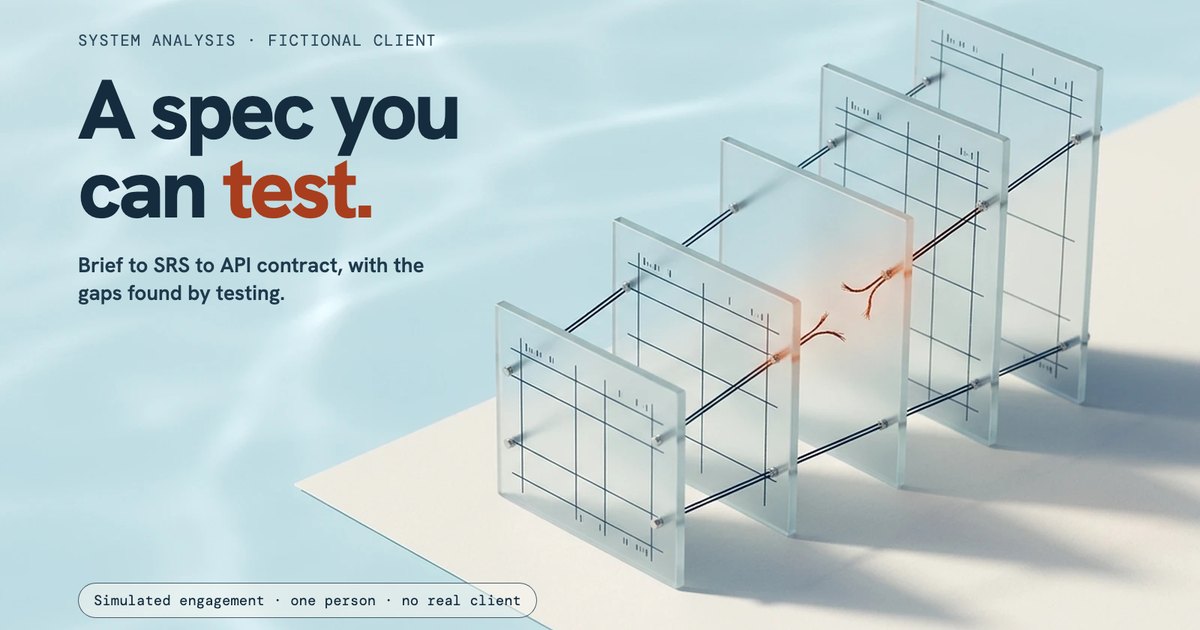 SYSTEM ANALYSIS · FICTIONAL CLIENT
A spec you
can test.
Brief to SRS to API contract, with the
gaps found by testing.
Simulated engagement · one person · no real client